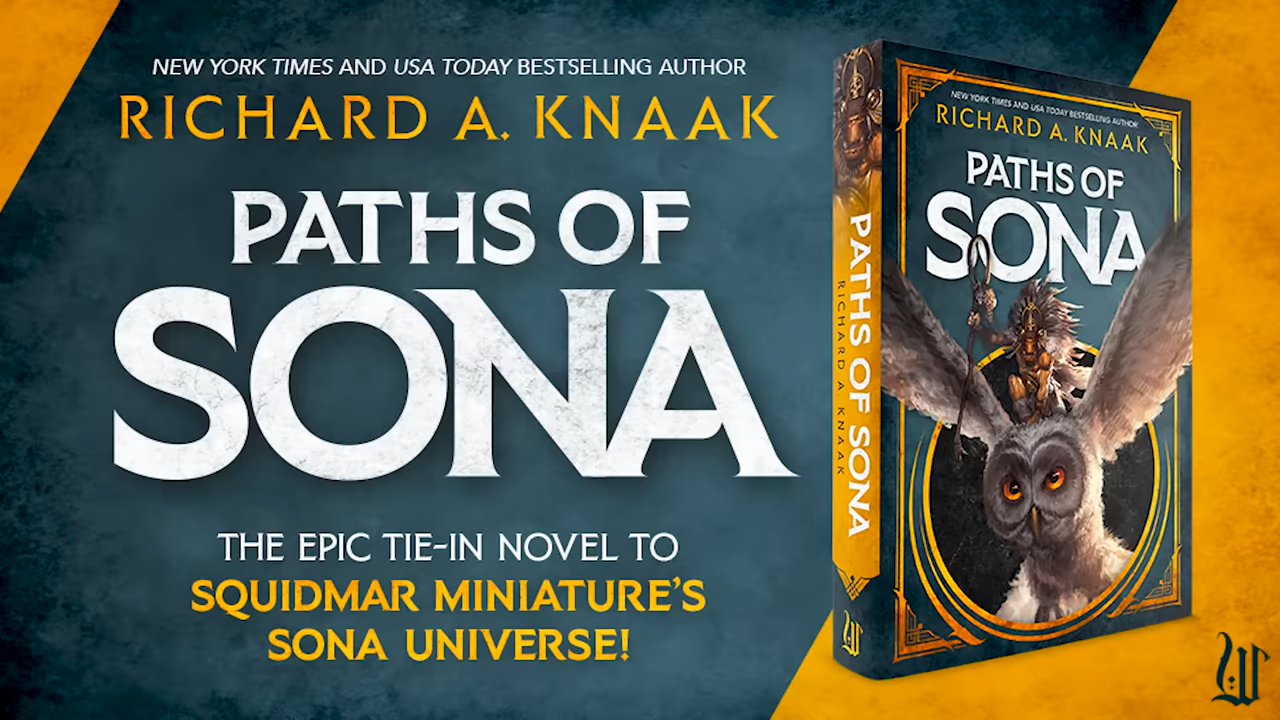 NEW YORK TIMES AND USA TODAY BESTSELLING AUTHOR
RICHARD A. KNAAK
PATHS OF
SONA
THE EPIC TIE-IN NOVEL TO
SQUIDMAR MINIATURE'S
SONA UNIVERSE!
PATHS OF SONA
RICHARD A. KNAAK
NEW YORK TIMES AND USA TODAY BESTSELLING AUTHOR
RICHARD A. KNAAK
PATHS OF
SONA